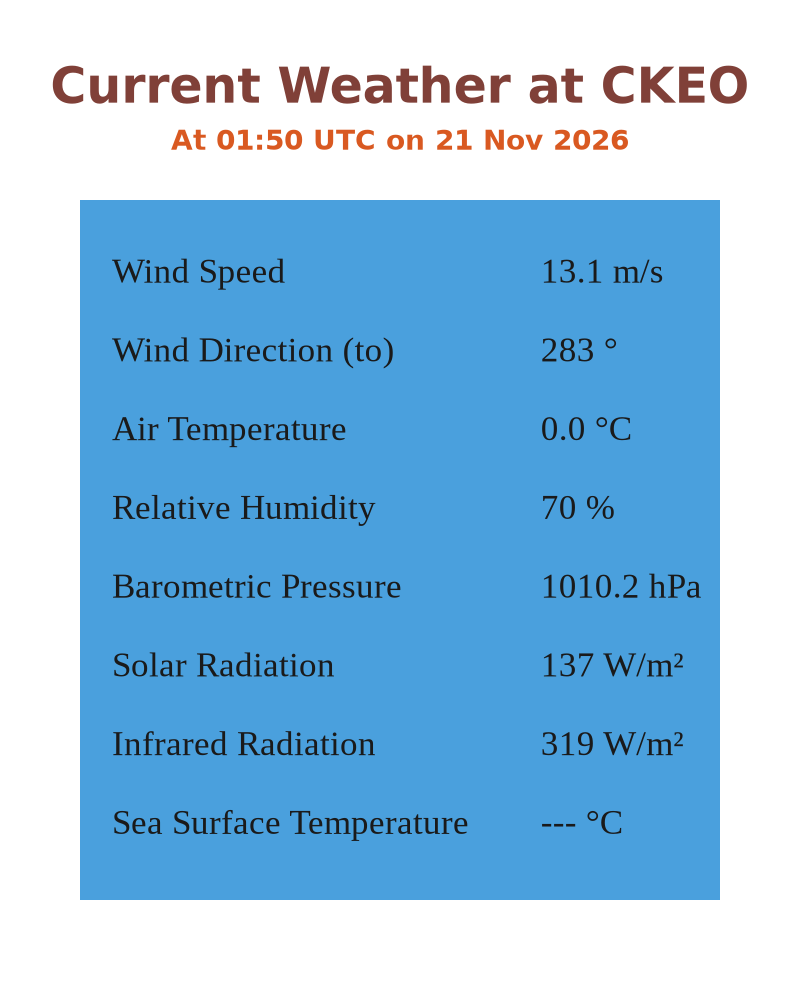 Current Weather at CKEO
At 01:50 UTC on 21 Nov 2026
Wind Speed 13.1 m/s
Wind Direction (to) 283 °
Air Temperature 0.0 °C
Relative Humidity 70 %
Barometric Pressure 1010.2 hPa
Solar Radiation 137 W/m²
Infrared Radiation 319 W/m²
Sea Surface Temperature --- °C